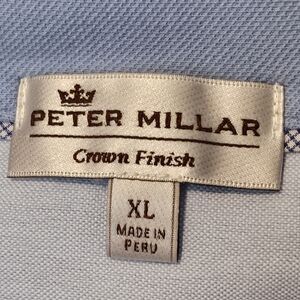 PETER MILLAR
Crown Finish
XL
MADE IN
PERU